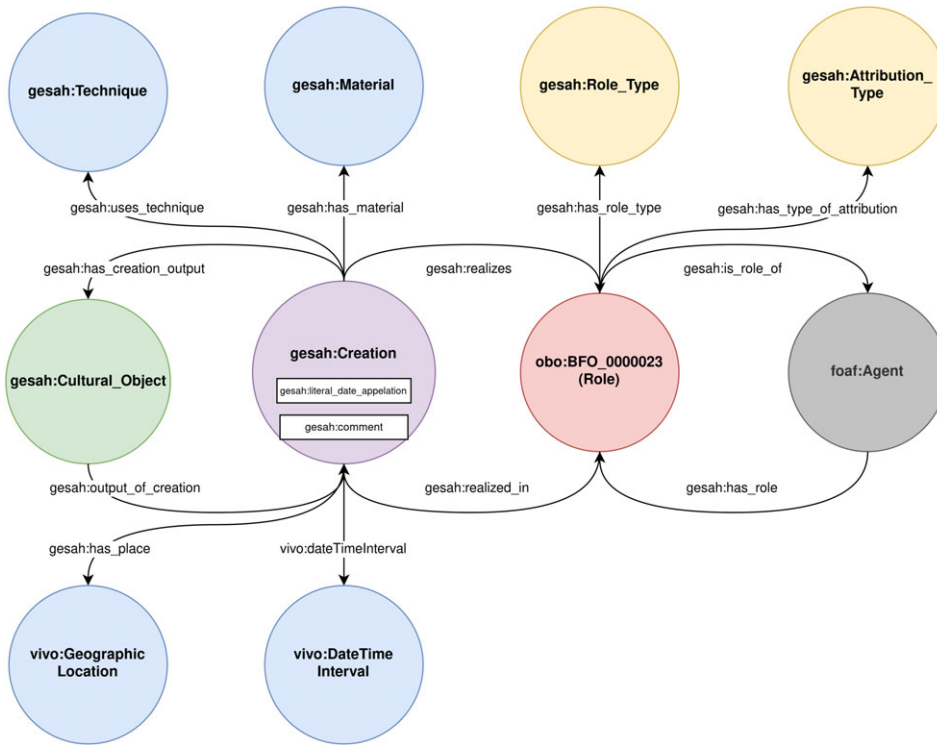 gesah:Technique
gesah:Material
gesah:Role_Type
gesah:Attribution_
Type
gesah:uses_technique
gesah:has_material
gesah:has_role_type
gesah:has_type_of_attribution
gesah:has_creation_output
gesah:realizes
gesah:is_role_of
gesah:Cultural_Object
gesah:Creation
gesah:literal_date_appelation
gesah:comment
obo:BFO_0000023
(Role)
foaf:Agent
gesah:output_of_creation
gesah:realized_in
gesah:has_role
gesah:has_place
vivo:dateTimeInterval
vivo:Geographic
Location
vivo:DateTime
Interval